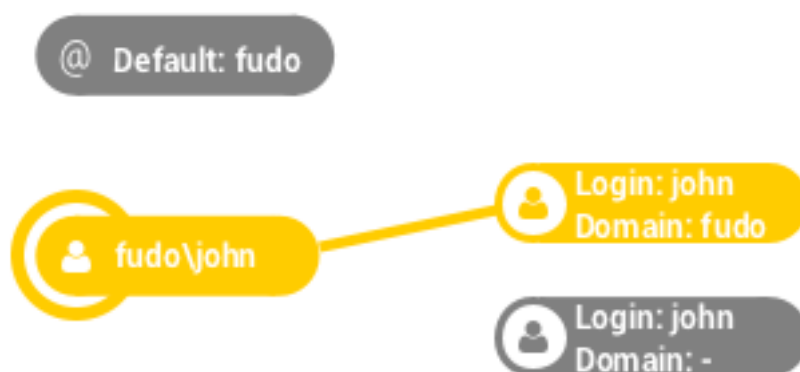 @ Default: fudo
fudo\john
Login: john
Domain: fudo
Login: john
Domain: -